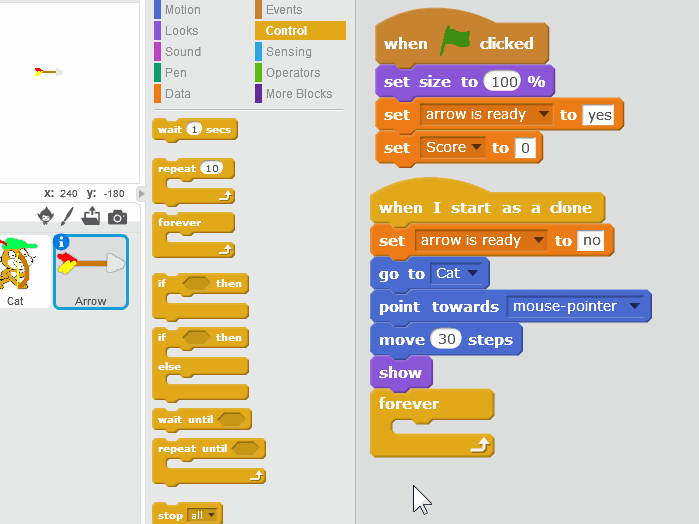 Motion
Looks
Sound
Pen
Data
Events
Control
Sensing
Operators
More Blocks
x: 240 y: -180
Cat
i
Arrow
wait 1 secs
repeat 10
forever
if then
if then
else
wait until
repeat until
stop all
when clicked
set size to 100 %
set arrow is ready to yes
set Score to 0
when I start as a clone
set arrow is ready to no
go to Cat
point towards mouse-pointer
move 30 steps
show
forever